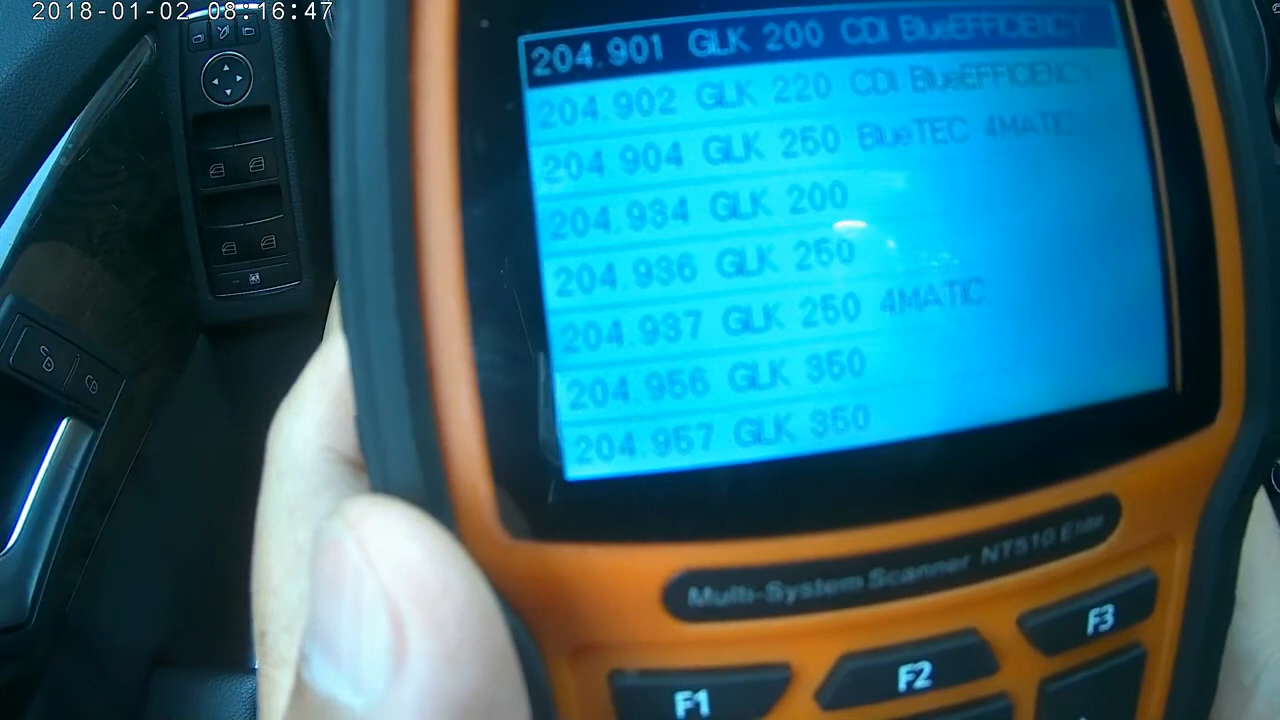 2018-01-02 08:16:47
204.901 GLK 200 CDI BlueEFFICIENCY
204.902 GLK 220 CDI BlueEFFICIENCY
204.904 GLK 250 BlueTEC 4MATIC
204.934 GLK 200
204.936 GLK 250
204.937 GLK 250 4MATIC
204.956 GLK 350
204.957 GLK 350
Multi-System Scanner NT510 Elite
F1
F2
F3